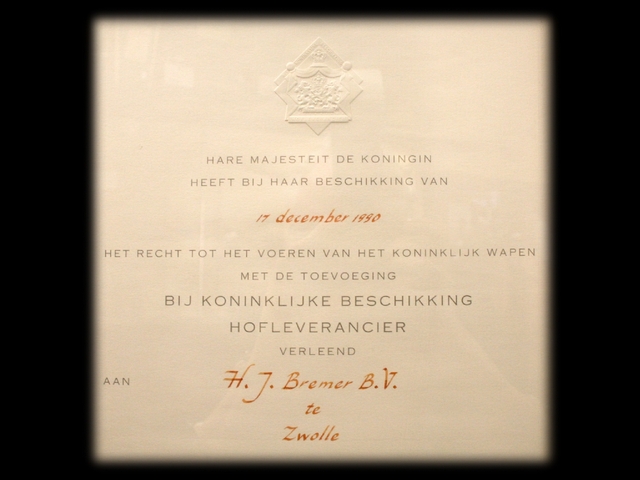 HARE MAJESTEIT DE KONINGIN
HEEFT BIJ HAAR BESCHIKKING VAN
17 december 1990
HET RECHT TOT HET VOEREN VAN HET KONINKLIJK WAPEN
MET DE TOEVOEGING
BIJ KONINKLIJKE BESCHIKKING
HOFLEVERANCIER
VERLEEND
AAN H. J. Bremer B.V.
te
Zwolle